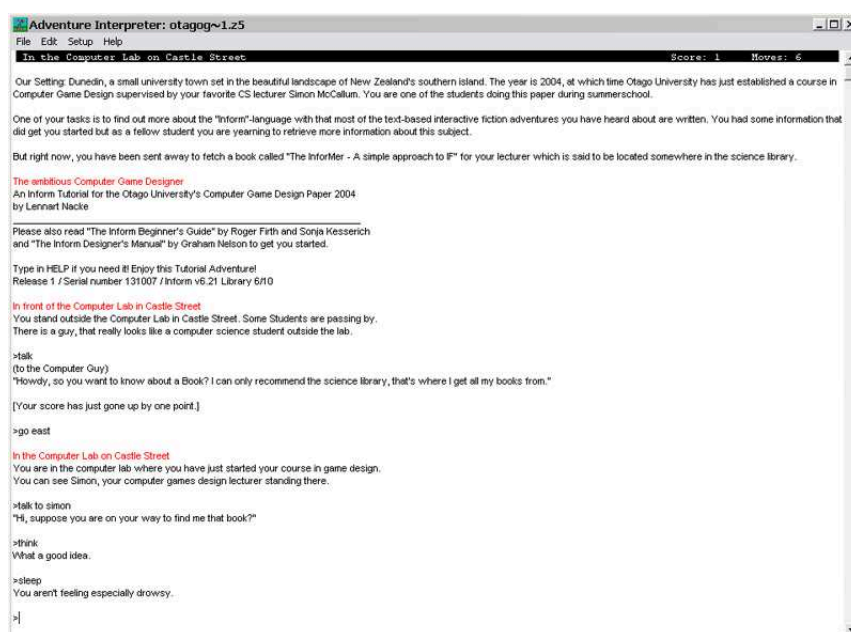 Adventure Interpreter: otagog~1.z5
File Edit Setup Help
In the Computer Lab on Castle Street Score: 1 Moves: 6
Our Setting: Dunedin, a small university town set in the beautiful landscape of New Zealand's southern island. The year is 2004, at which time Otago University has just established a course in
Computer Game Design supervised by your favorite CS lecturer Simon McCallum. You are one of the students doing this paper during summerschool.
One of your tasks is to find out more about the "Inform"-language with that most of the text-based interactive fiction adventures you have heard about are written. You had some information that
did get you started but as a fellow student you are yearning to retrieve more information about this subject.
But right now, you have been sent away to fetch a book called "The InforMer - A simple approach to IF" for your lecturer which is said to be located somewhere in the science library.
The ambitious Computer Game Designer
An Inform Tutorial for the Otago University's Computer Game Design Paper 2004
by Lennart Nacke
Please also read "The Inform Beginner's Guide" by Roger Firth and Sonja Kesserich
and "The Inform Designer's Manual" by Graham Nelson to get you started.
Type in HELP if you need it! Enjoy this Tutorial Adventure!
Release 1 / Serial number 131007 / Inform v6.21 Library 6/10
In front of the Computer Lab in Castle Street
You stand outside the Computer Lab in Castle Street. Some Students are passing by.
There is a guy, that really looks like a computer science student outside the lab.
>talk
(to the Computer Guy)
"Howdy, so you want to know about a Book? I can only recommend the science library, that's where I get all my books from."
[Your score has just gone up by one point.]
>go east
In the Computer Lab on Castle Street
You are in the computer lab where you have just started your course in game design.
You can see Simon, your computer games design lecturer standing there.
>talk to simon
"Hi, suppose you are on your way to find me that book?"
>think
What a good idea.
>sleep
You aren't feeling especially drowsy.
>